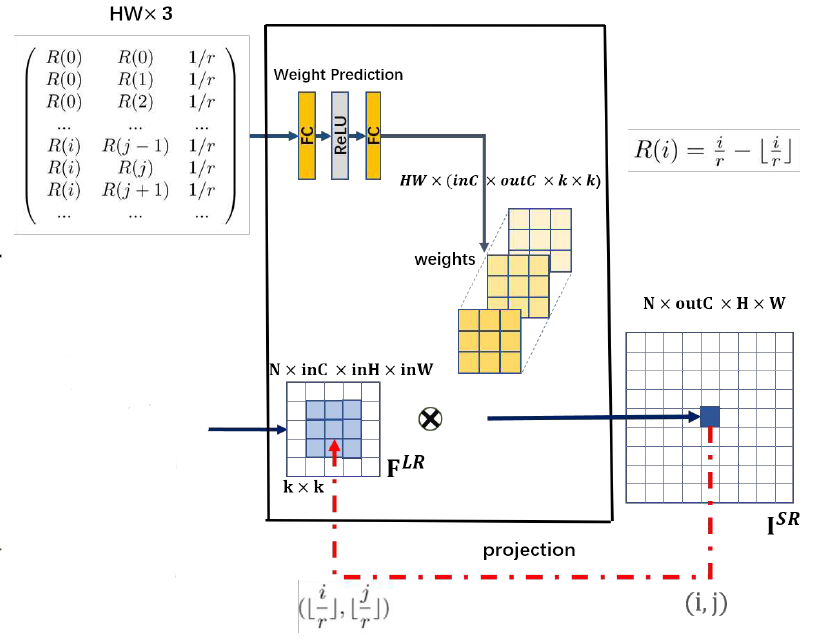 HW× 3
R(0) R(0) 1/r
R(0) R(1) 1/r
R(0) R(2) 1/r
... ... ...
R(i) R(j − 1) 1/r
R(i) R(j) 1/r
R(i) R(j + 1) 1/r
... ... ...
Weight Prediction
FC
ReLU
FC
R(i) = i/r − ⌊i/r⌋
HW × (inC × outC × k × k)
weights
N × outC × H × W
N × inC × inH × inW
F^{LR}
k × k
I^{SR}
projection
(⌊i/r⌋, ⌊j/r⌋)
(i, j)